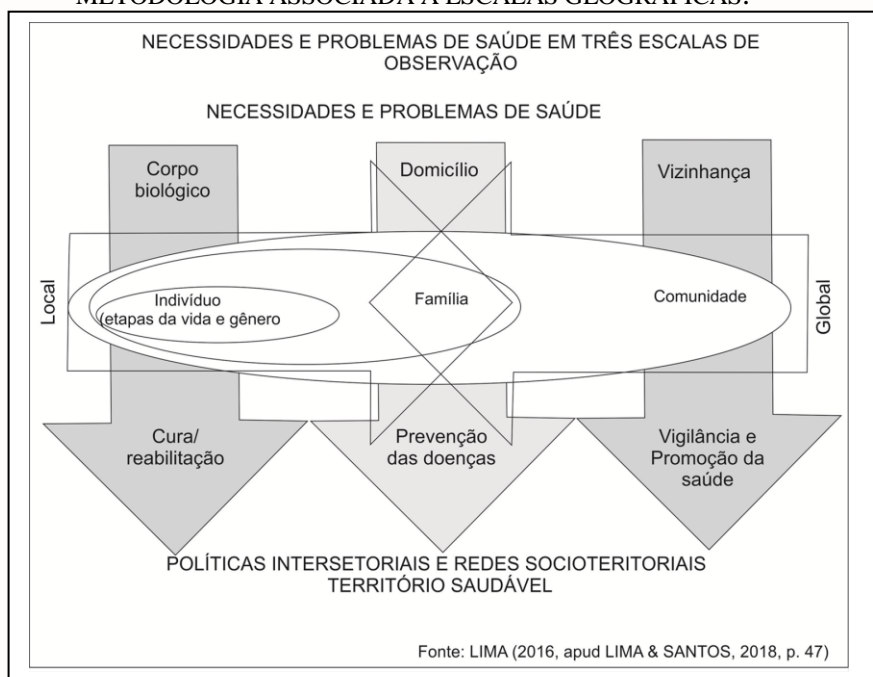 METODOLOGIA ASSOCIADA A ESCALAS GEOGRÁFICAS.
NECESSIDADES E PROBLEMAS DE SAÚDE EM TRÊS ESCALAS DE
OBSERVAÇÃO
NECESSIDADES E PROBLEMAS DE SAÚDE
Corpo
biológico
Domicílio
Vizinhança
Local
Indivíduo
(etapas da vida e gênero
Família
Comunidade
Global
Cura/
reabilitação
Prevenção
das doenças
Vigilância e
Promoção da
saúde
POLÍTICAS INTERSETORIAIS E REDES SOCIOTERITORIAIS
TERRITÓRIO SAUDÁVEL
Fonte: LIMA (2016, apud LIMA & SANTOS, 2018, p. 47)